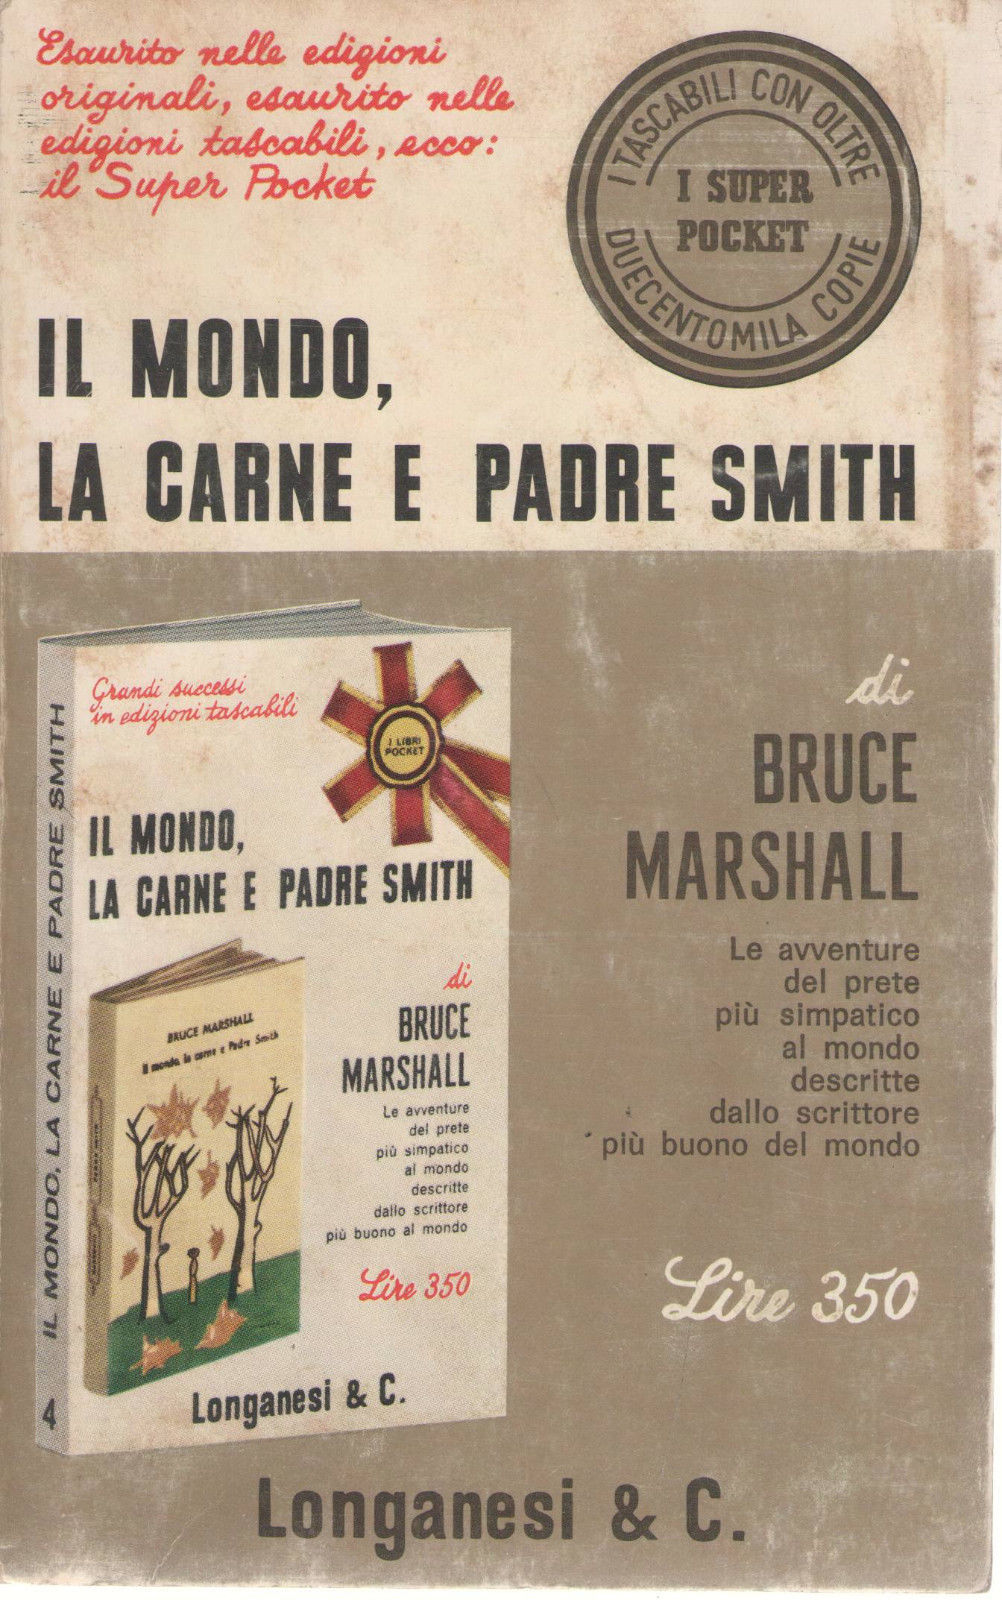 Esaurito nelle edizioni
originali, esaurito nelle
edizioni tascabili, ecco:
il Super Pocket
I TASCABILI CON OLTRE
I SUPER
POCKET
DUECENTOMILA COPIE
IL MONDO,
LA CARNE E PADRE SMITH
di
BRUCE
MARSHALL
Le avventure
del prete
più simpatico
al mondo
descritte
dallo scrittore
più buono del mondo
Lire 350
IL MONDO, LA CARNE E PADRE SMITH
4
Grandi successi
in edizioni tascabili
I LIBRI
POCKET
IL MONDO,
LA CARNE E PADRE SMITH
di
BRUCE
MARSHALL
Le avventure
del prete
più simpatico
al mondo
descritte
dallo scrittore
più buono al mondo
Lire 350
BRUCE MARSHALL
Il mondo, la carne e Padre Smith
Longanesi & C.
Longanesi & C.